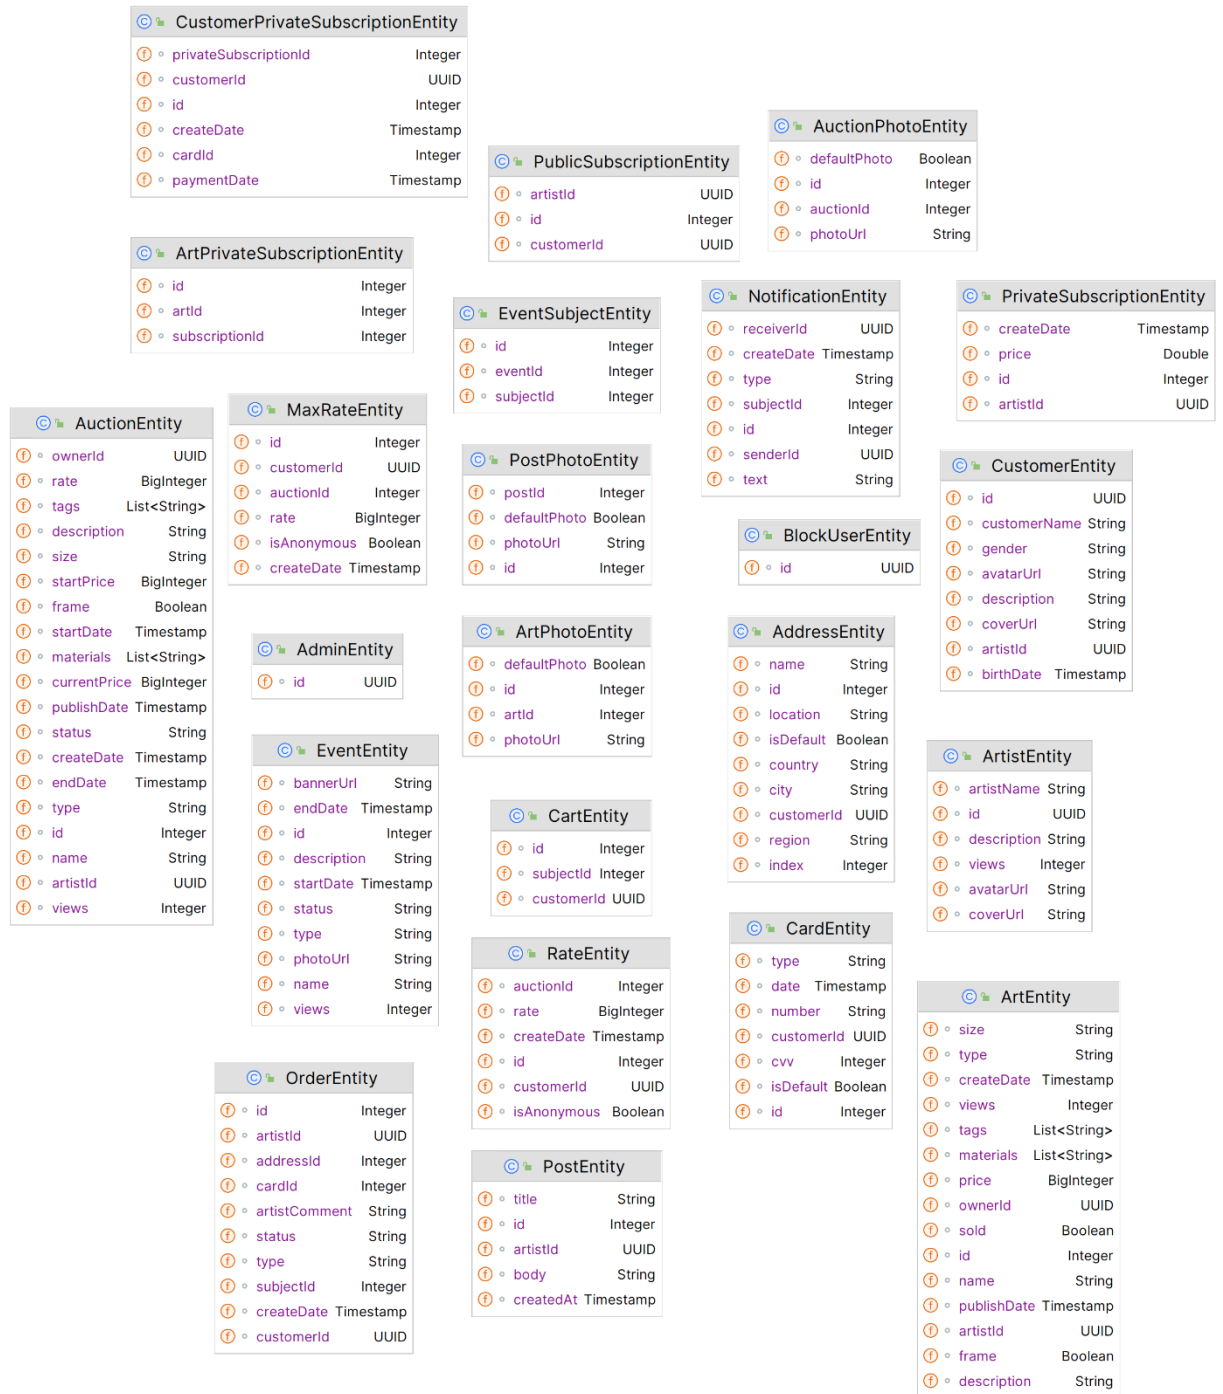 CustomerPrivateSubscriptionEntity
privateSubscriptionId Integer
customerId UUID
id Integer
createDate Timestamp
cardId Integer
paymentDate Timestamp
AuctionPhotoEntity
defaultPhoto Boolean
id Integer
auctionId Integer
photoUrl String
PublicSubscriptionEntity
artistId UUID
id Integer
customerId UUID
ArtPrivateSubscriptionEntity
id Integer
artId Integer
subscriptionId Integer
EventSubjectEntity
id Integer
eventId Integer
subjectId Integer
NotificationEntity
receiverId UUID
createDate Timestamp
type String
subjectId Integer
id Integer
senderId UUID
text String
PrivateSubscriptionEntity
createDate Timestamp
price Double
id Integer
artistId UUID
AuctionEntity
ownerId UUID
rate BigInteger
tags List<String>
description String
size String
startPrice BigInteger
frame Boolean
startDate Timestamp
materials List<String>
currentPrice BigInteger
publishDate Timestamp
status String
createDate Timestamp
endDate Timestamp
type String
id Integer
name String
artistId UUID
views Integer
MaxRateEntity
id Integer
customerId UUID
auctionId Integer
rate BigInteger
isAnonymous Boolean
createDate Timestamp
PostPhotoEntity
postId Integer
defaultPhoto Boolean
photoUrl String
id Integer
CustomerEntity
id UUID
customerName String
gender String
avatarUrl String
description String
coverUrl String
artistId UUID
birthDate Timestamp
BlockUserEntity
id UUID
AdminEntity
id UUID
ArtPhotoEntity
defaultPhoto Boolean
id Integer
artId Integer
photoUrl String
AddressEntity
name String
id Integer
location String
isDefault Boolean
country String
city String
customerId UUID
region String
index Integer
EventEntity
bannerUrl String
endDate Timestamp
id Integer
description String
startDate Timestamp
status String
type String
photoUrl String
name String
views Integer
ArtistEntity
artistName String
id UUID
description String
views Integer
avatarUrl String
coverUrl String
CartEntity
id Integer
subjectId Integer
customerId UUID
RateEntity
auctionId Integer
rate BigInteger
createDate Timestamp
id Integer
customerId UUID
isAnonymous Boolean
CardEntity
type String
date Timestamp
number String
customerId UUID
cvv Integer
isDefault Boolean
id Integer
ArtEntity
size String
type String
createDate Timestamp
views Integer
tags List<String>
materials List<String>
price BigInteger
ownerId UUID
sold Boolean
id Integer
name String
publishDate Timestamp
artistId UUID
frame Boolean
description String
OrderEntity
id Integer
artistId UUID
addressId Integer
cardId Integer
artistComment String
status String
type String
subjectId Integer
createDate Timestamp
customerId UUID
PostEntity
title String
id Integer
artistId UUID
body String
createdAt Timestamp